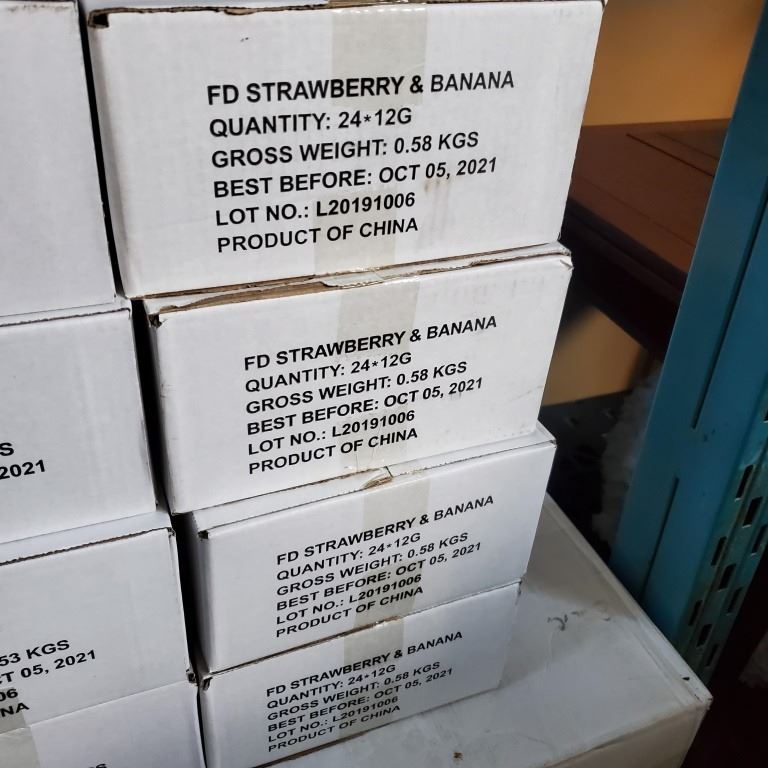 FD STRAWBERRY & BANANA
QUANTITY: 24*12G
GROSS WEIGHT: 0.58 KGS
BEST BEFORE: OCT 05, 2021
LOT NO.: L20191006
PRODUCT OF CHINA
FD STRAWBERRY & BANANA
QUANTITY: 24*12G
GROSS WEIGHT: 0.58 KGS
BEST BEFORE: OCT 05, 2021
LOT NO.: L20191006
PRODUCT OF CHINA
S
2021
FD STRAWBERRY & BANANA
QUANTITY: 24*12G
GROSS WEIGHT: 0.58 KGS
BEST BEFORE: OCT 05, 2021
LOT NO.: L20191006
PRODUCT OF CHINA
53 KGS
T 05, 2021
06
NA
FD STRAWBERRY & BANANA
QUANTITY: 24*12G
GROSS WEIGHT: 0.58 KGS
BEST BEFORE: OCT 05, 2021
LOT NO.: L20191006
PRODUCT OF CHINA